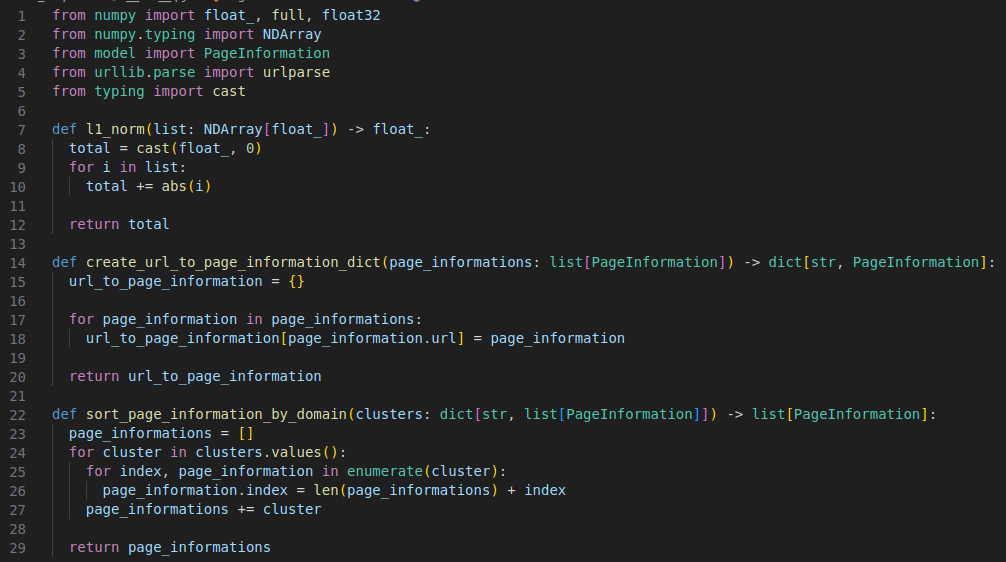 1 from numpy import float_, full, float32
2 from numpy.typing import NDArray
3 from model import PageInformation
4 from urllib.parse import urlparse
5 from typing import cast
6
7 def l1_norm(list: NDArray[float_]) -> float_:
8   total = cast(float_, 0)
9   for i in list:
10     total += abs(i)
11
12   return total
13
14 def create_url_to_page_information_dict(page_informations: list[PageInformation]) -> dict[str, PageInformation]:
15   url_to_page_information = {}
16
17   for page_information in page_informations:
18     url_to_page_information[page_information.url] = page_information
19
20   return url_to_page_information
21
22 def sort_page_information_by_domain(clusters: dict[str, list[PageInformation]]) -> list[PageInformation]:
23   page_informations = []
24   for cluster in clusters.values():
25     for index, page_information in enumerate(cluster):
26       page_information.index = len(page_informations) + index
27     page_informations += cluster
28
29   return page_informations